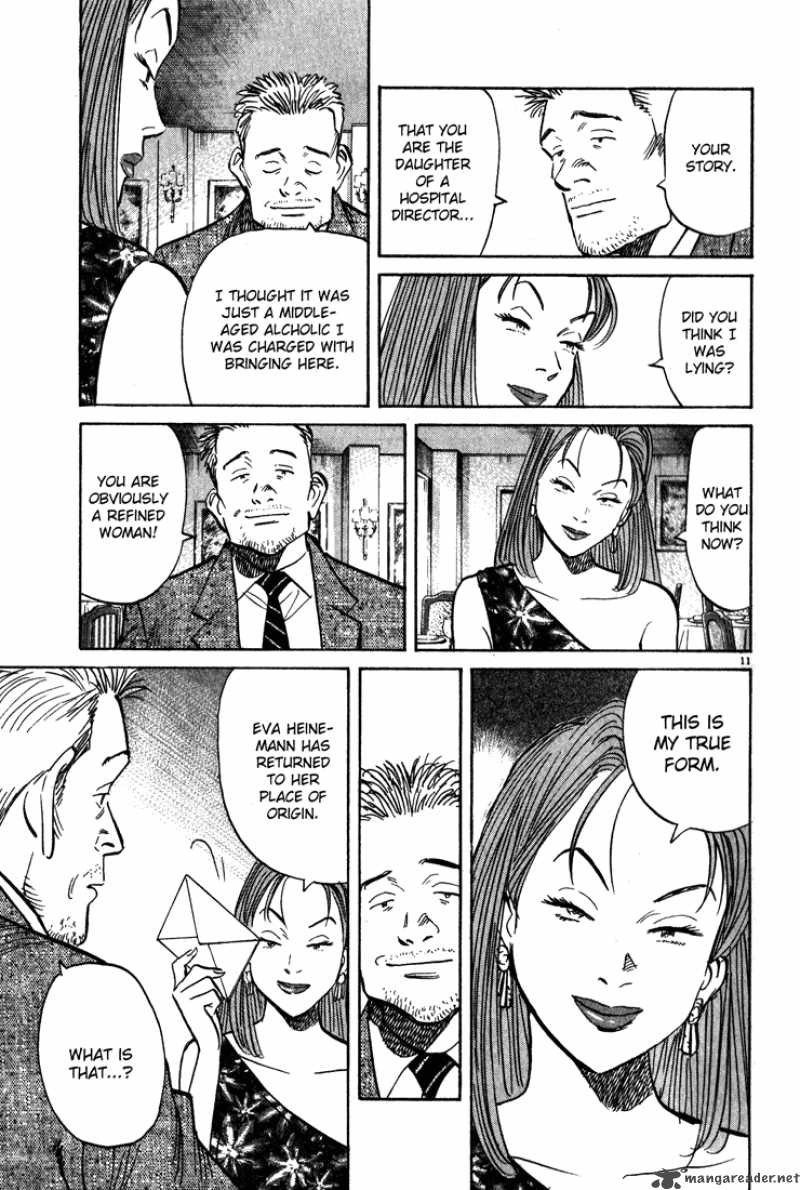 YOUR
STORY.
THAT YOU
ARE THE
DAUGHTER
OF A
HOSPITAL
DIRECTOR...
I THOUGHT IT WAS
JUST A MIDDLE-
AGED ALCHOLIC I
WAS CHARGED WITH
BRINGING HERE.
DID YOU
THINK I
WAS
LYING?
WHAT
DO YOU
THINK
NOW?
YOU ARE
OBVIOUSLY
A REFINED
WOMAN!
11
THIS IS
MY TRUE
FORM.
EVA HEINE-
MANN HAS
RETURNED
TO HER
PLACE OF
ORIGIN.
WHAT IS
THAT...?
mangareader.net